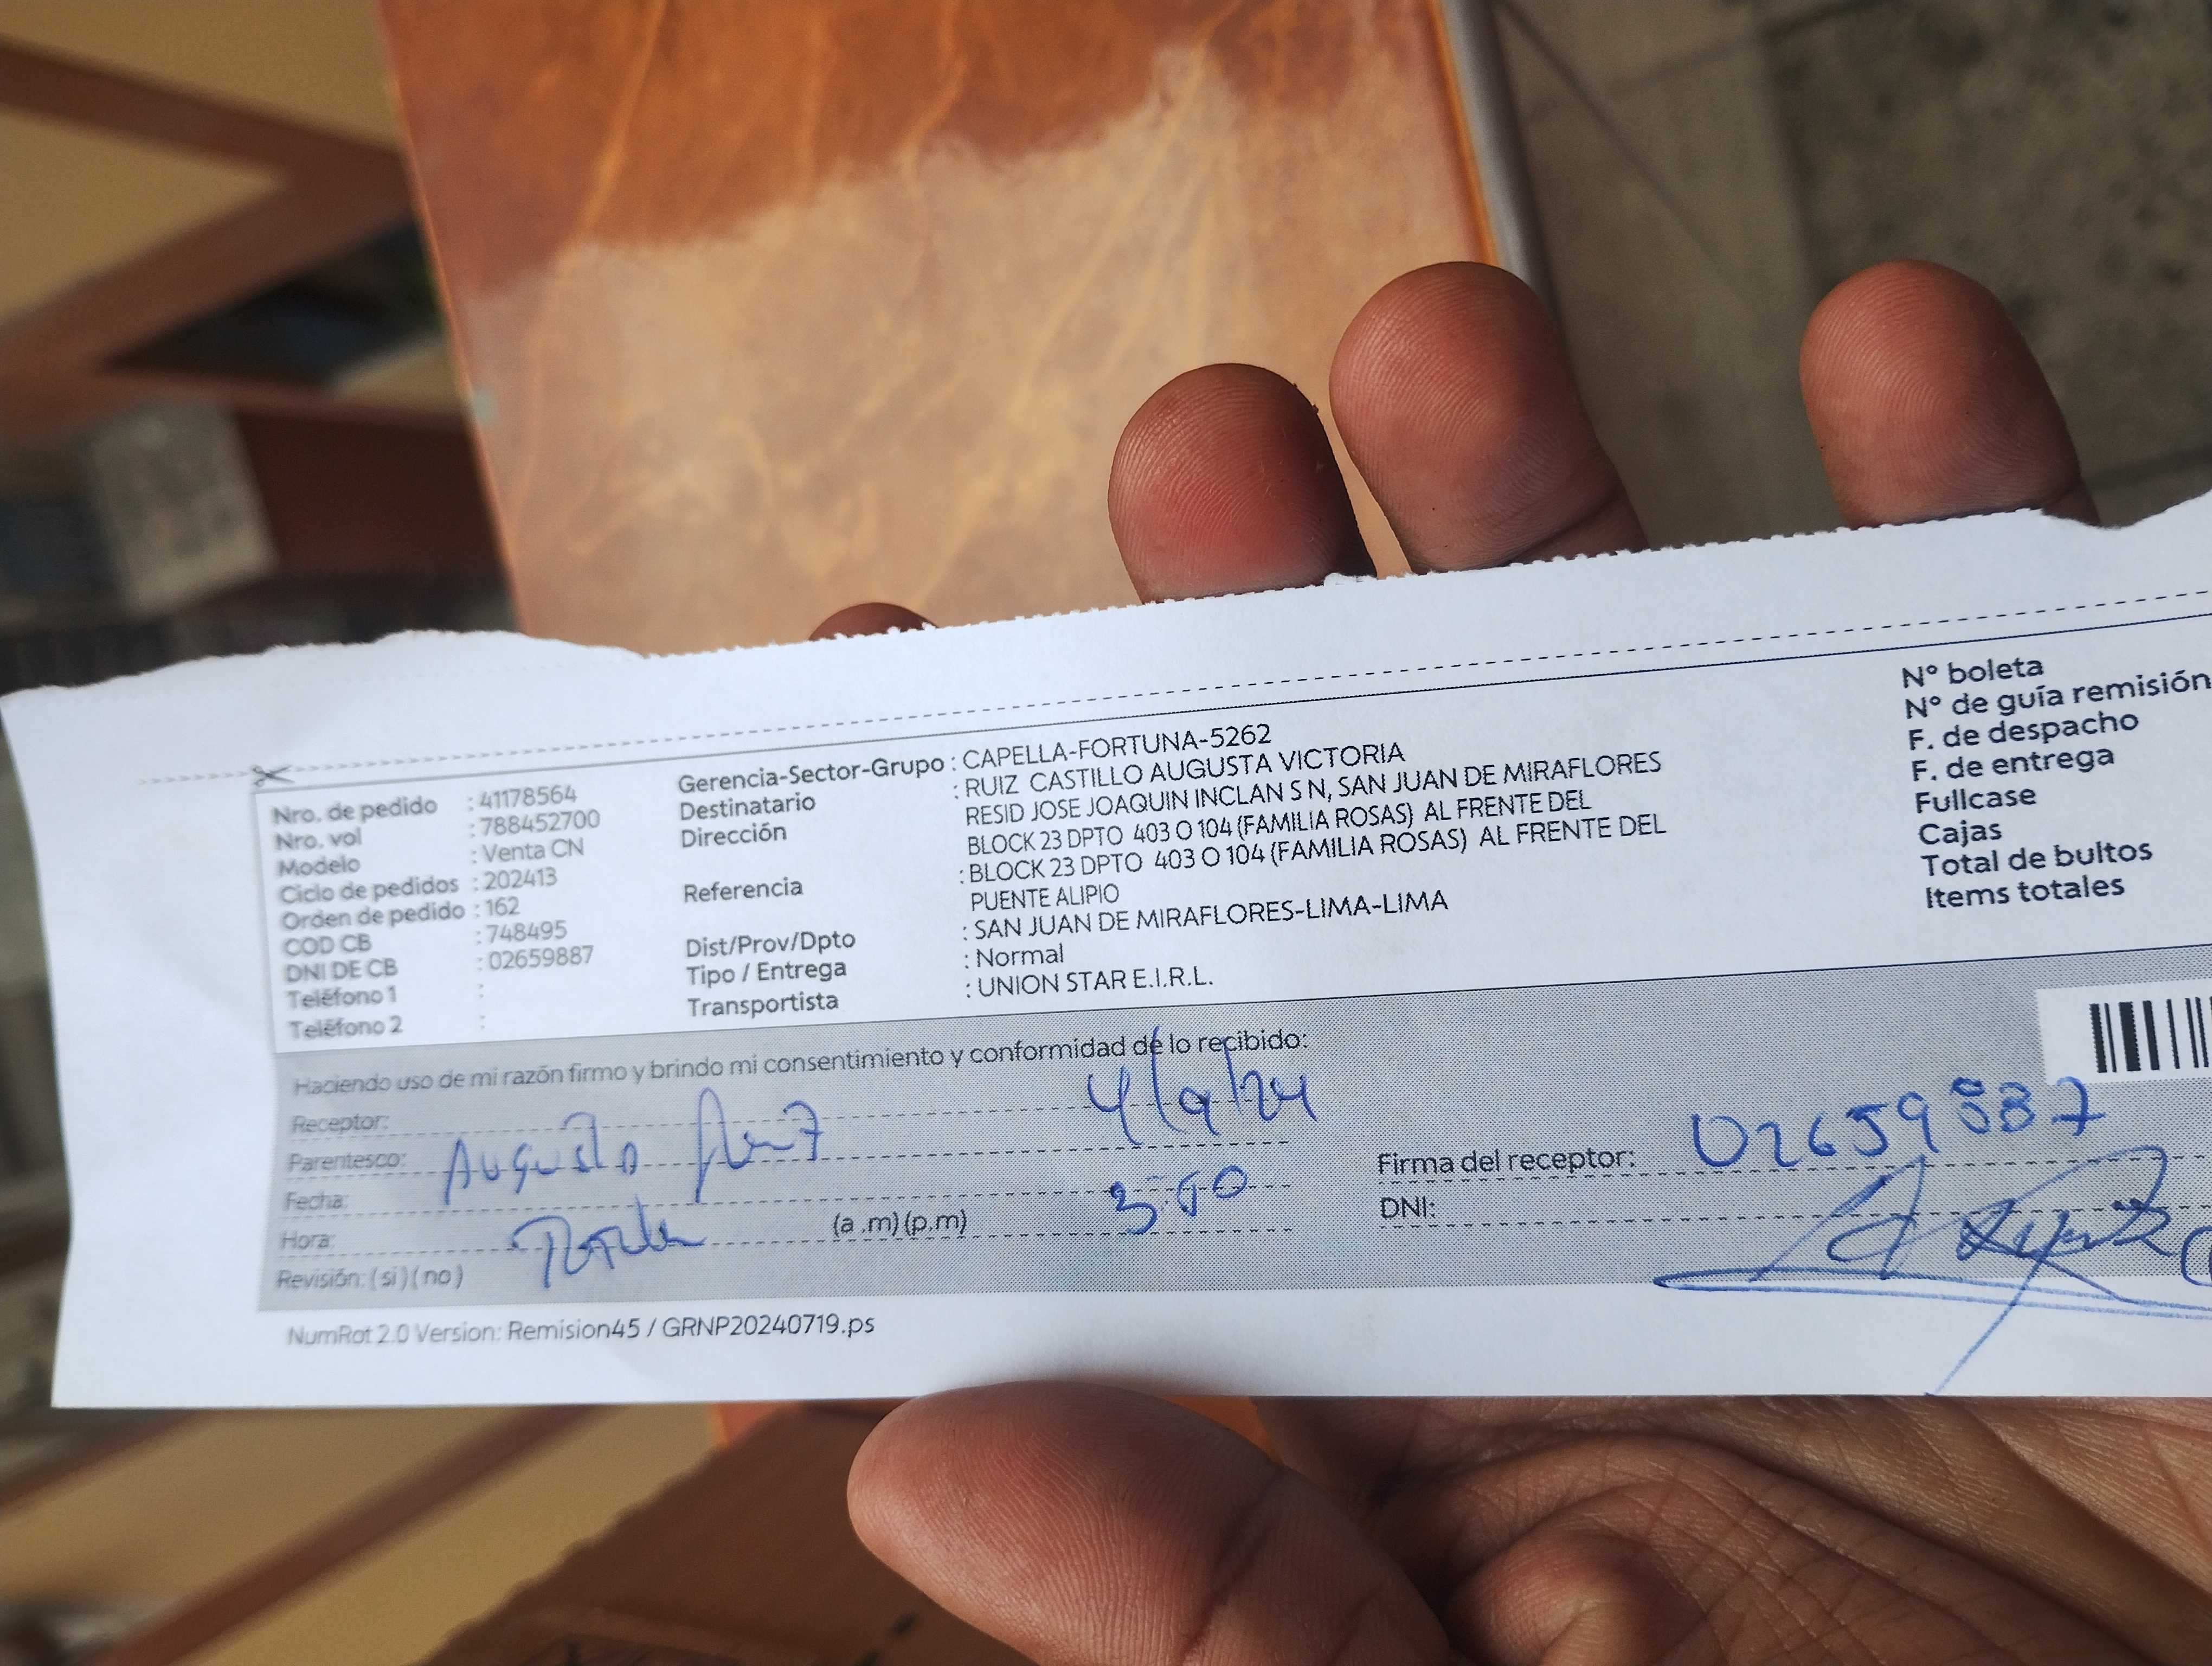 Nro. de pedido : 41178564
Nro. vol : 788452700
Modelo : Venta CN
Ciclo de pedidos : 202413
Orden de pedido : 162
COD CB : 748495
DNI DE CB : 02659887
Teléfono 1 :
Teléfono 2 :
Gerencia-Sector-Grupo : CAPELLA-FORTUNA-5262
Destinatario : RUIZ CASTILLO AUGUSTA VICTORIA
Dirección RESID JOSE JOAQUIN INCLAN S N, SAN JUAN DE MIRAFLORES
BLOCK 23 DPTO 403 O 104 (FAMILIA ROSAS) AL FRENTE DEL
Referencia : BLOCK 23 DPTO 403 O 104 (FAMILIA ROSAS) AL FRENTE DEL
PUENTE ALIPIO
Dist/Prov/Dpto : SAN JUAN DE MIRAFLORES-LIMA-LIMA
Tipo / Entrega : Normal
Transportista : UNION STAR E.I.R.L.
N° boleta
N° de guía remisión
F. de despacho
F. de entrega
Fullcase
Cajas
Total de bultos
Items totales
Haciendo uso de mi razón firmo y brindo mi consentimiento y conformidad de lo recibido:
Receptor: 4/9/24
Parentesco: Augusta Ruiz
Fecha:
Hora: (a .m) (p.m) 3:00
Revisión: ( si ) ( no )
Firma del receptor: 02659887
DNI:
NumRot 2.0 Version: Remision45 / GRNP20240719.ps